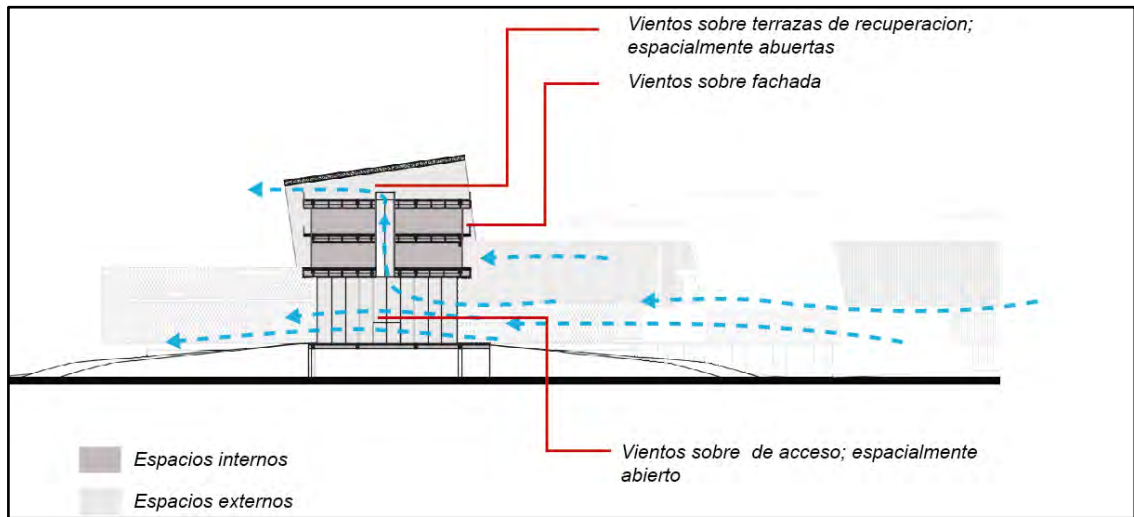 Vientos sobre terrazas de recuperacion;
espacialmente abuertas
Vientos sobre fachada
Vientos sobre  de acceso; espacialmente
abierto
Espacios internos
Espacios externos